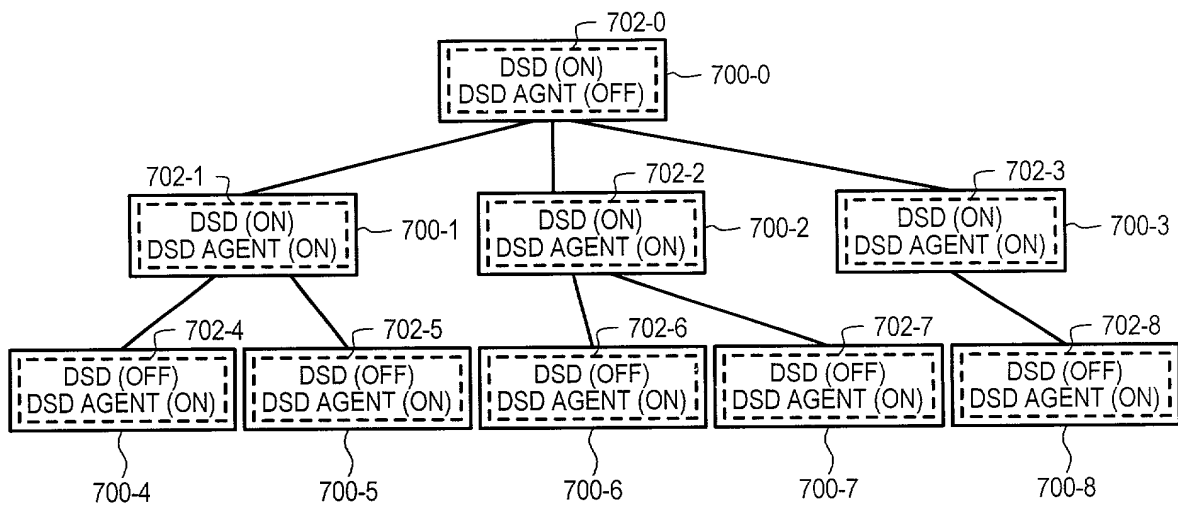 702-0
DSD (ON)
DSD AGNT (OFF)
700-0
702-1
DSD (ON)
DSD AGENT (ON)
700-1
702-2
DSD (ON)
DSD AGENT (ON)
700-2
702-3
DSD (ON)
DSD AGENT (ON)
700-3
702-4
DSD (OFF)
DSD AGENT (ON)
700-4
702-5
DSD (OFF)
DSD AGENT (ON)
700-5
702-6
DSD (OFF)
DSD AGENT (ON)
700-6
702-7
DSD (OFF)
DSD AGENT (ON)
700-7
702-8
DSD (OFF)
DSD AGENT (ON)
700-8